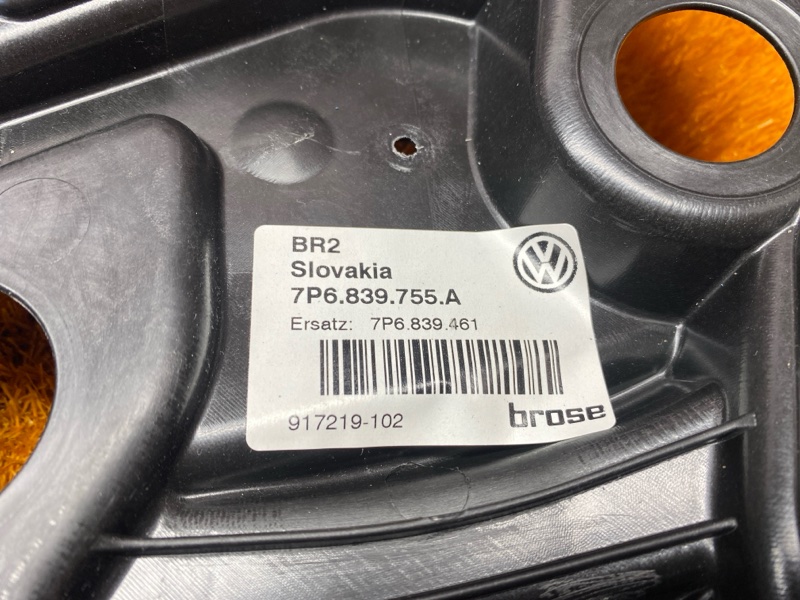 BR2
Slovakia
7P6.839.755.A
Ersatz: 7P6.839.461
917219-102
brose